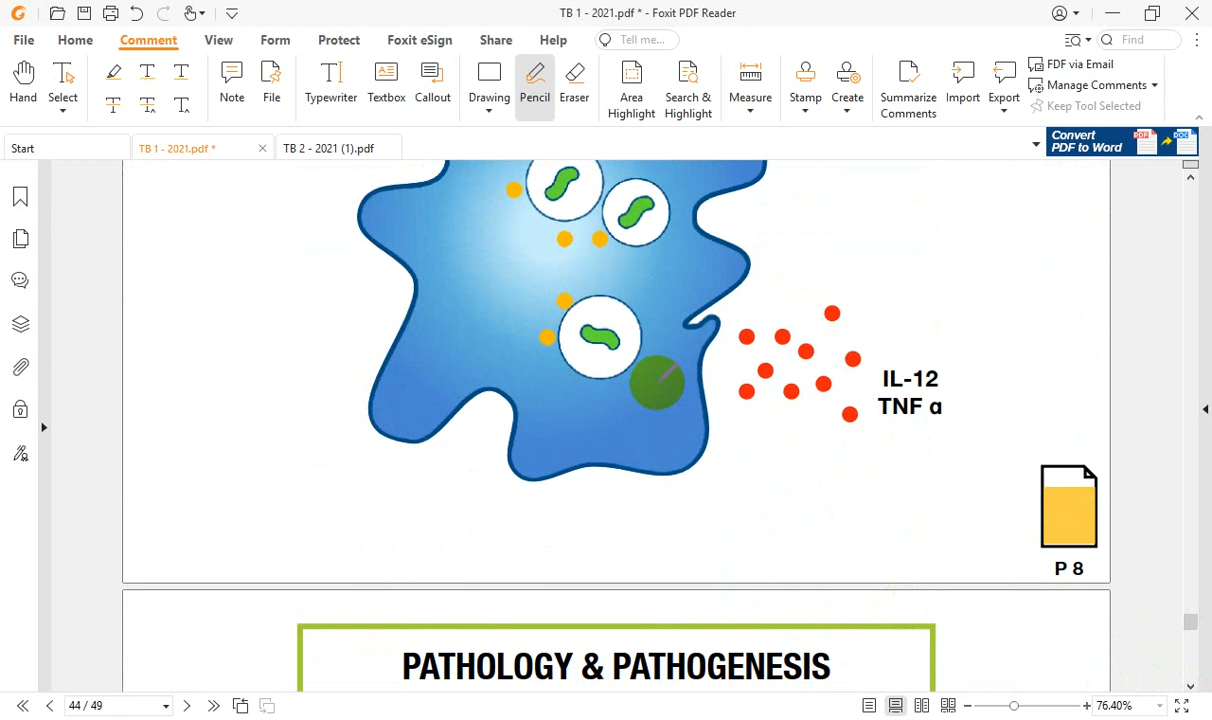 TB 1 - 2021.pdf * - Foxit PDF Reader
File Home Comment View Form Protect Foxit eSign Share Help Tell me... Find
Hand Select Note File Typewriter Textbox Callout Drawing Pencil Eraser Area Highlight Search & Highlight Measure Stamp Create Summarize Comments Import Export
FDF via Email
Manage Comments
Keep Tool Selected
Start TB 1 - 2021.pdf * TB 2 - 2021 (1).pdf
Convert
PDF to Word
PDF DOC
IL-12
TNF α
P 8
PATHOLOGY & PATHOGENESIS
44 / 49 76.40%